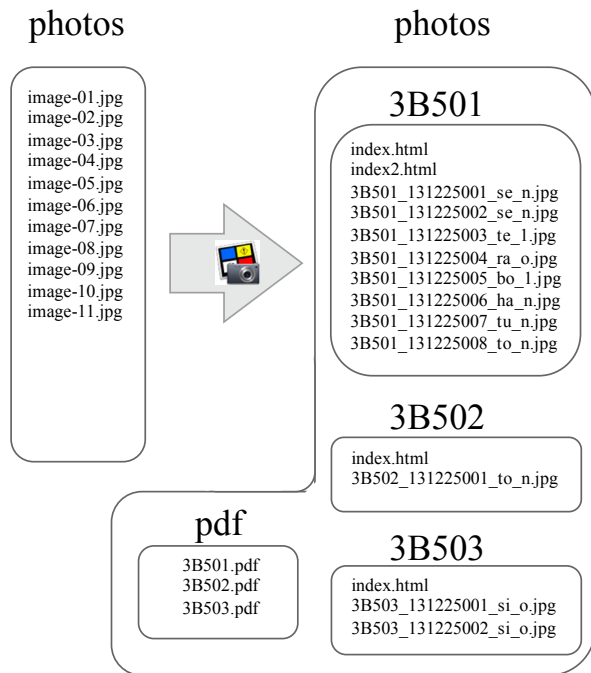 photos
image-01.jpg
image-02.jpg
image-03.jpg
image-04.jpg
image-05.jpg
image-06.jpg
image-07.jpg
image-08.jpg
image-09.jpg
image-10.jpg
image-11.jpg
photos
3B501
index.html
index2.html
3B501_131225001_se_n.jpg
3B501_131225002_se_n.jpg
3B501_131225003_te_1.jpg
3B501_131225004_ra_o.jpg
3B501_131225005_bo_1.jpg
3B501_131225006_ha_n.jpg
3B501_131225007_tu_n.jpg
3B501_131225008_to_n.jpg
3B502
index.html
3B502_131225001_to_n.jpg
pdf
3B501.pdf
3B502.pdf
3B503.pdf
3B503
index.html
3B503_131225001_si_o.jpg
3B503_131225002_si_o.jpg